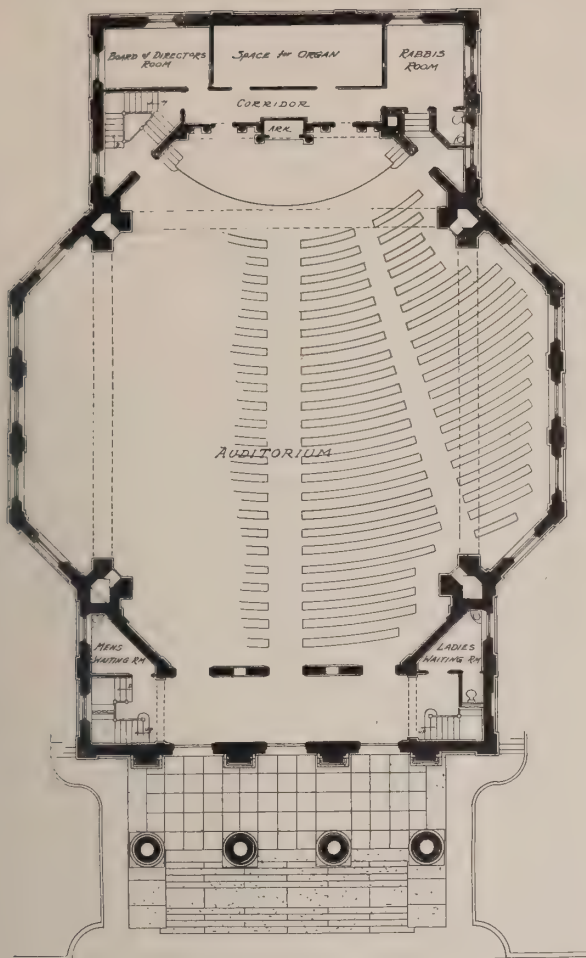 BOARD of DIRECTORS
ROOM
SPACE for ORGAN
RABBIS
ROOM
CORRIDOR
ARK
AUDITORIUM
MENS
WAITING RM
LADIES
WAITING RM